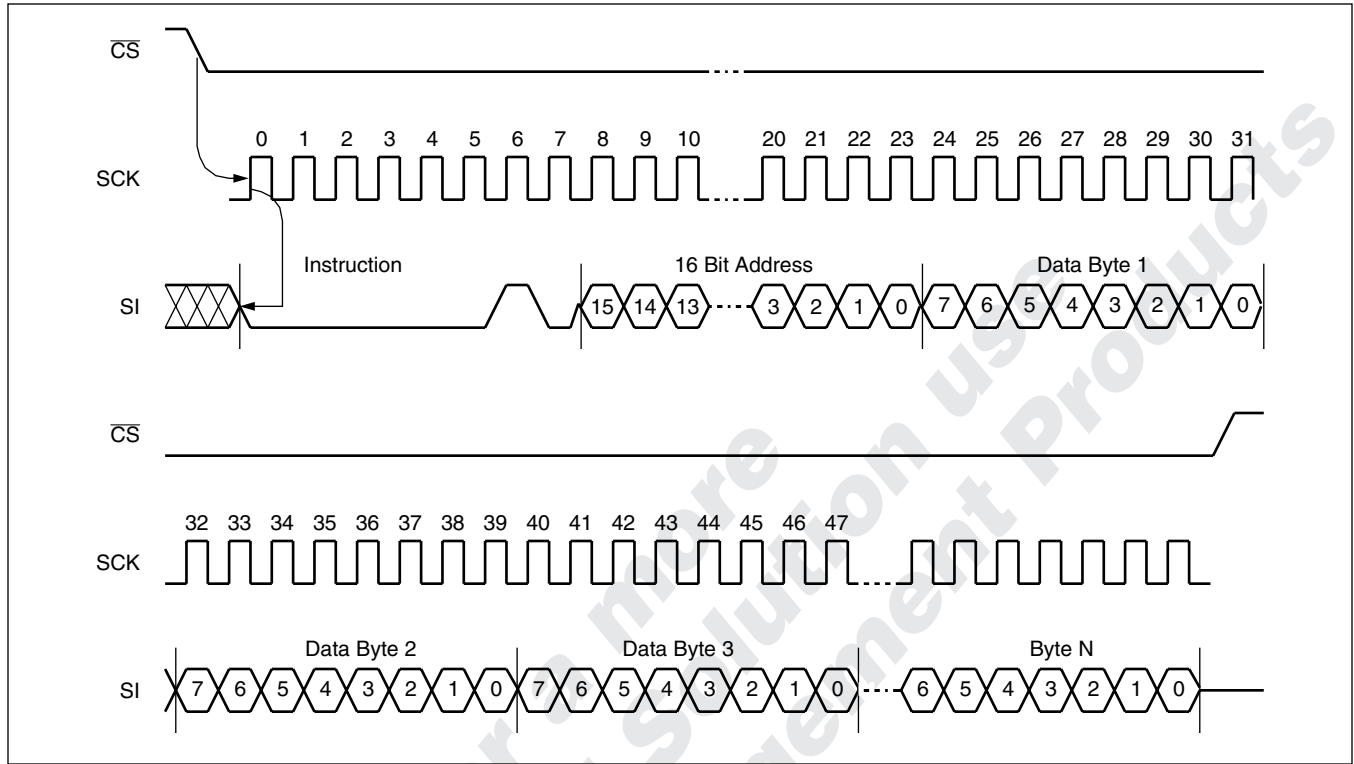 CS
0 1 2 3 4 5 6 7 8 9 10 20 21 22 23 24 25 26 27 28 29 30 31
SCK
Instruction 16 Bit Address Data Byte 1
SI 15 14 13 3 2 1 0 7 6 5 4 3 2 1 0
CS
32 33 34 35 36 37 38 39 40 41 42 43 44 45 46 47
SCK
Data Byte 2 Data Byte 3 Byte N
SI 7 6 5 4 3 2 1 0 7 6 5 4 3 2 1 0 6 5 4 3 2 1 0
r a more
solution use
gement Products